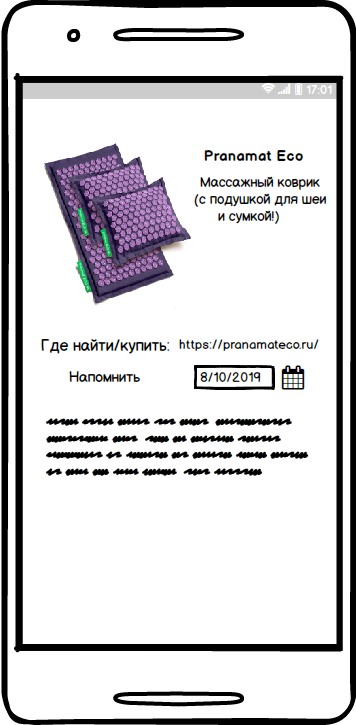 17:01
Pranamat Eco
Массажный коврик
(с подушкой для шеи
и сумкой!)
Где найти/купить: https://pranamateco.ru/
Напомнить 8/10/2019